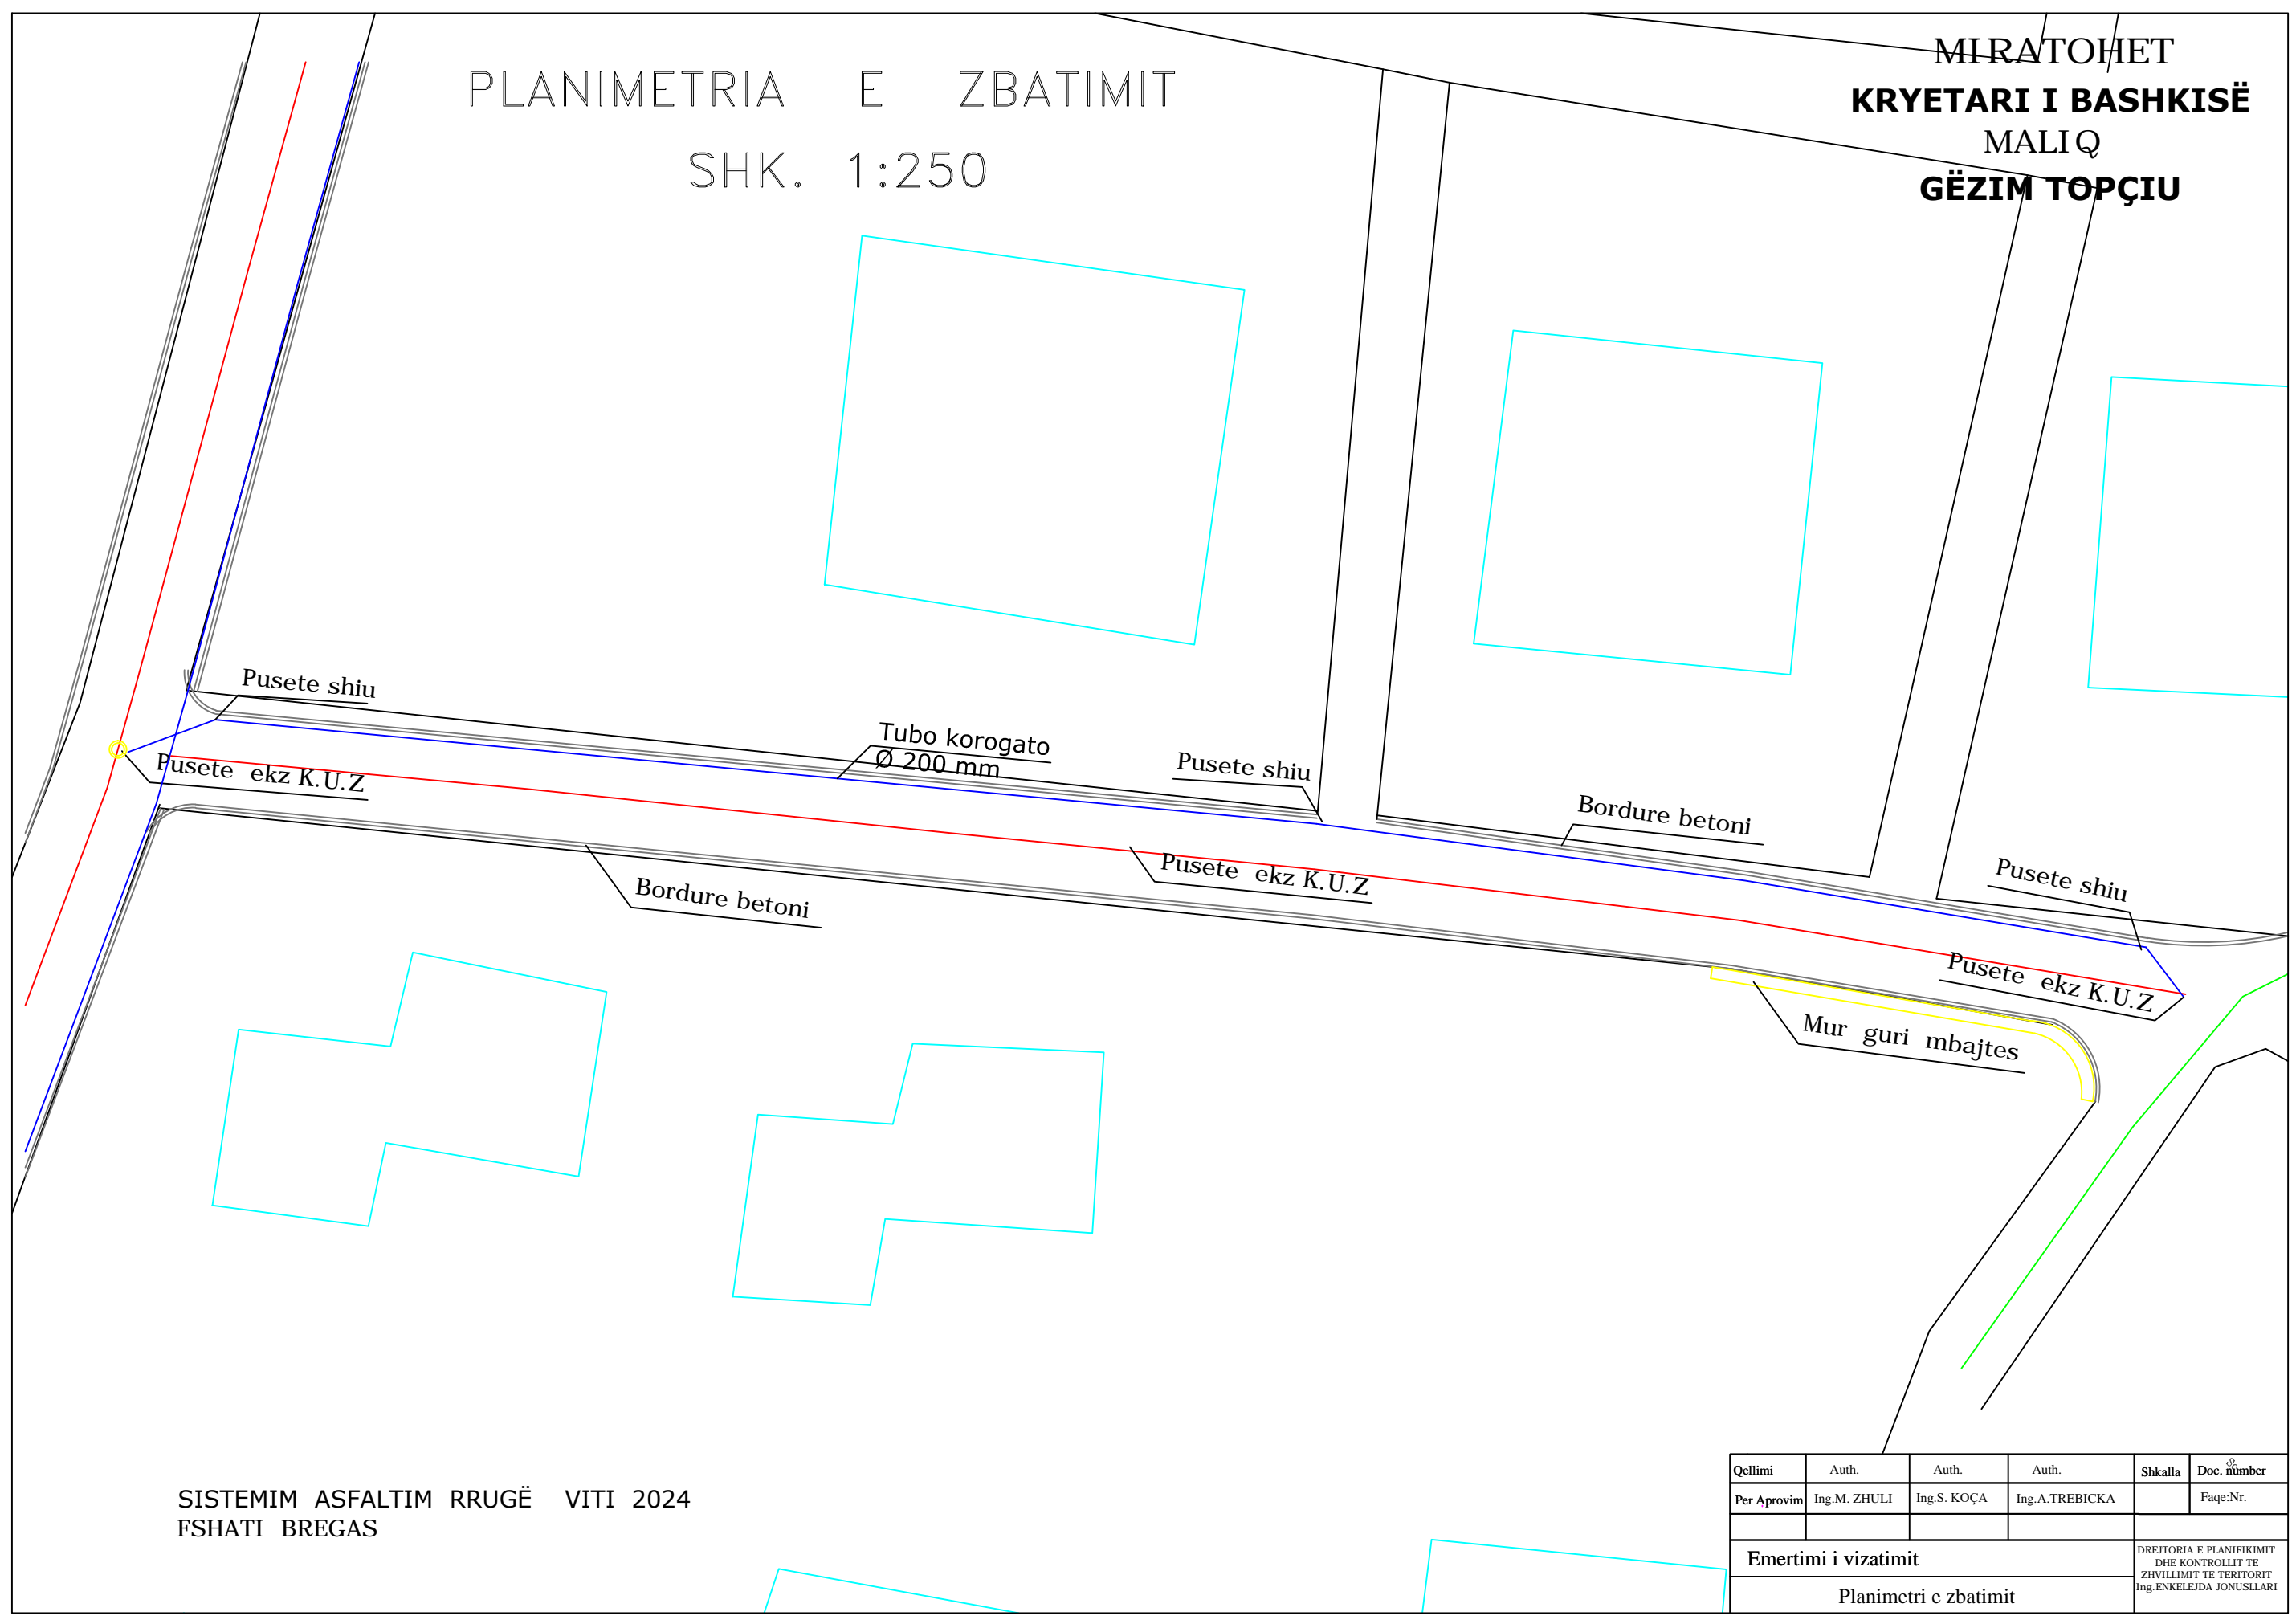 PLANIMETRIA E ZBATIMIT
SHK. 1:250
MIRATOHET
KRYETARI I BASHKISË
MALIQ
GËZIM TOPÇIU
Pusete shiu
Pusete ekz K.U.Z
Tubo korogato
Ø 200 mm
Pusete shiu
Bordure betoni
Pusete ekz K.U.Z
Bordure betoni
Pusete shiu
Pusete ekz K.U.Z
Mur guri mbajtes
SISTEMIM ASFALTIM RRUGË VITI 2024
FSHATI BREGAS
Qellimi Auth. Auth. Auth. Shkalla Doc. number
Per Aprovim Ing.M. ZHULI Ing.S. KOÇA Ing.A.TREBICKA Faqe:Nr.
Emertimi i vizatimit
Planimetri e zbatimit
DREJTORIA E PLANIFIKIMIT
DHE KONTROLLIT TE
ZHVILLIMIT TE TERITORIT
Ing.ENKELEJDA JONUSLLARI